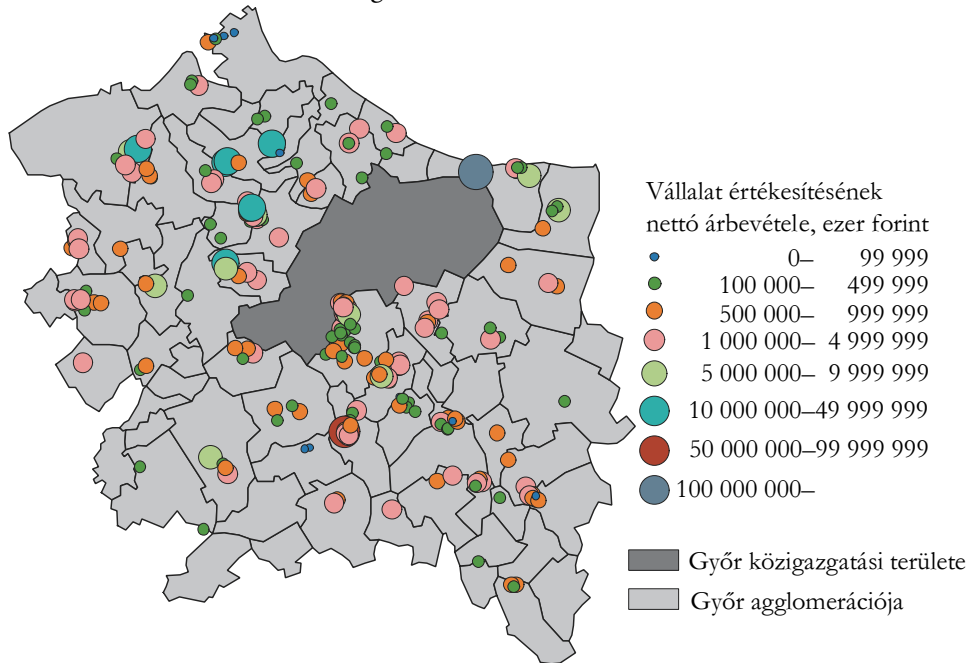 Vállalat értékesítésének
nettó árbevétele, ezer forint
0– 99 999
100 000– 499 999
500 000– 999 999
1 000 000– 4 999 999
5 000 000– 9 999 999
10 000 000–49 999 999
50 000 000–99 999 999
100 000 000–
Győr közigazgatási területe
Győr agglomerációja